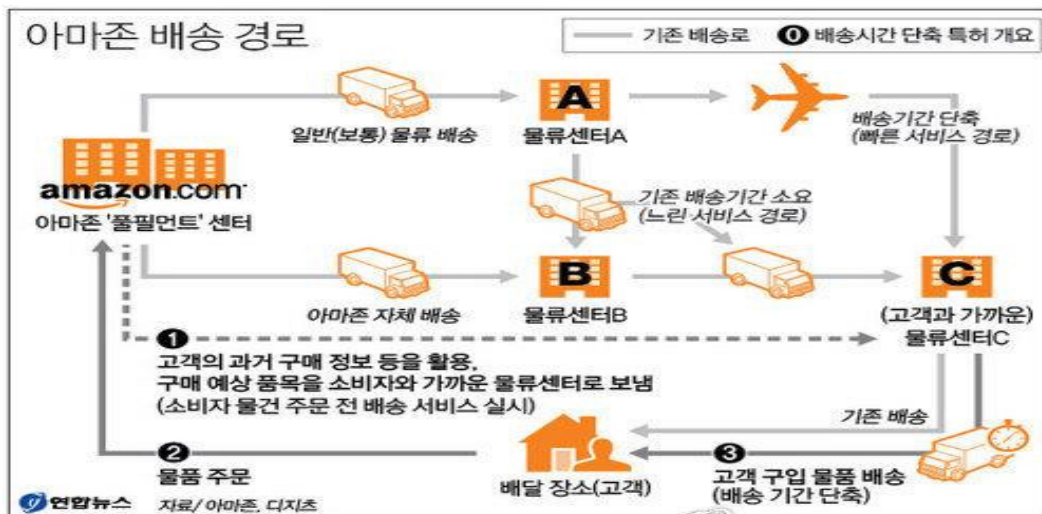 아마존 배송 경로
기존 배송로
0 배송시간 단축 특허 개요
일반(보통) 물류 배송
A
물류센터A
배송기간 단축
(빠른 서비스 경로)
amazon.com
아마존 '풀필먼트' 센터
기존 배송기간 소요
(느린 서비스 경로)
아마존 자체 배송
B
물류센터B
C
(고객과 가까운)
물류센터C
1
고객의 과거 구매 정보 등을 활용,
구매 예상 품목을 소비자와 가까운 물류센터로 보냄
(소비자 물건 주문 전 배송 서비스 실시)
기존 배송
2
물품 주문
배달 장소(고객)
3
고객 구입 물품 배송
(배송 기간 단축)
연합뉴스
자료/ 아마존, 디지츠